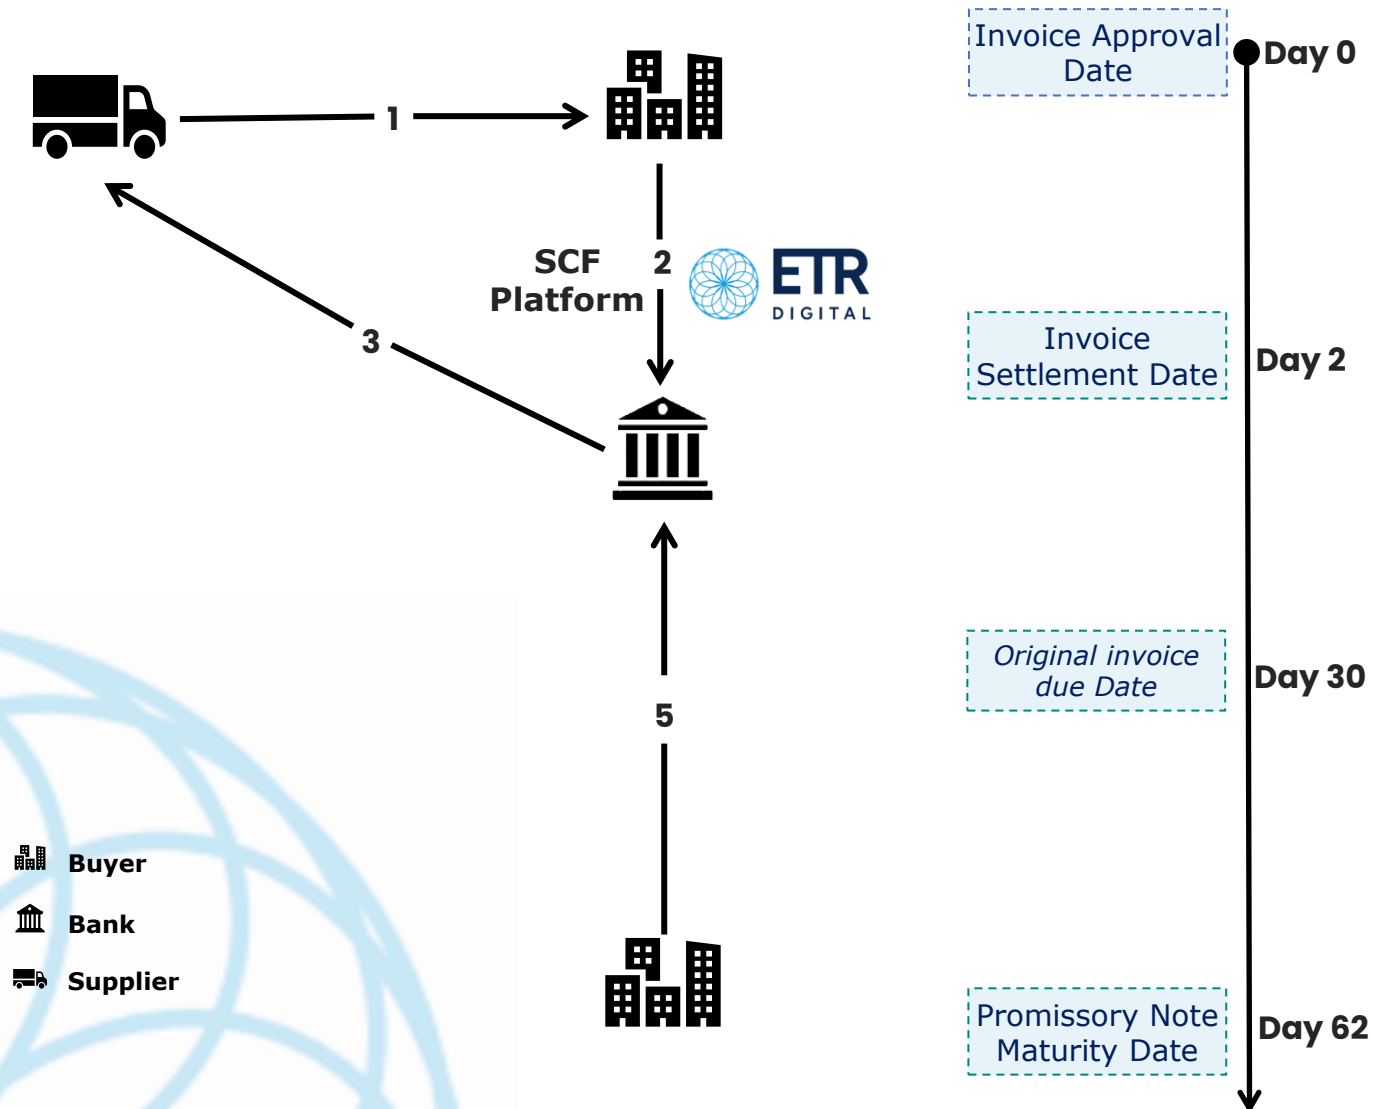 Invoice Approval
Date
Day 0
1
SCF
Platform
2
ETR
DIGITAL
3
Invoice
Settlement Date
Day 2
Original invoice
due Date
Day 30
5
Buyer
Bank
Supplier
Promissory Note
Maturity Date
Day 62